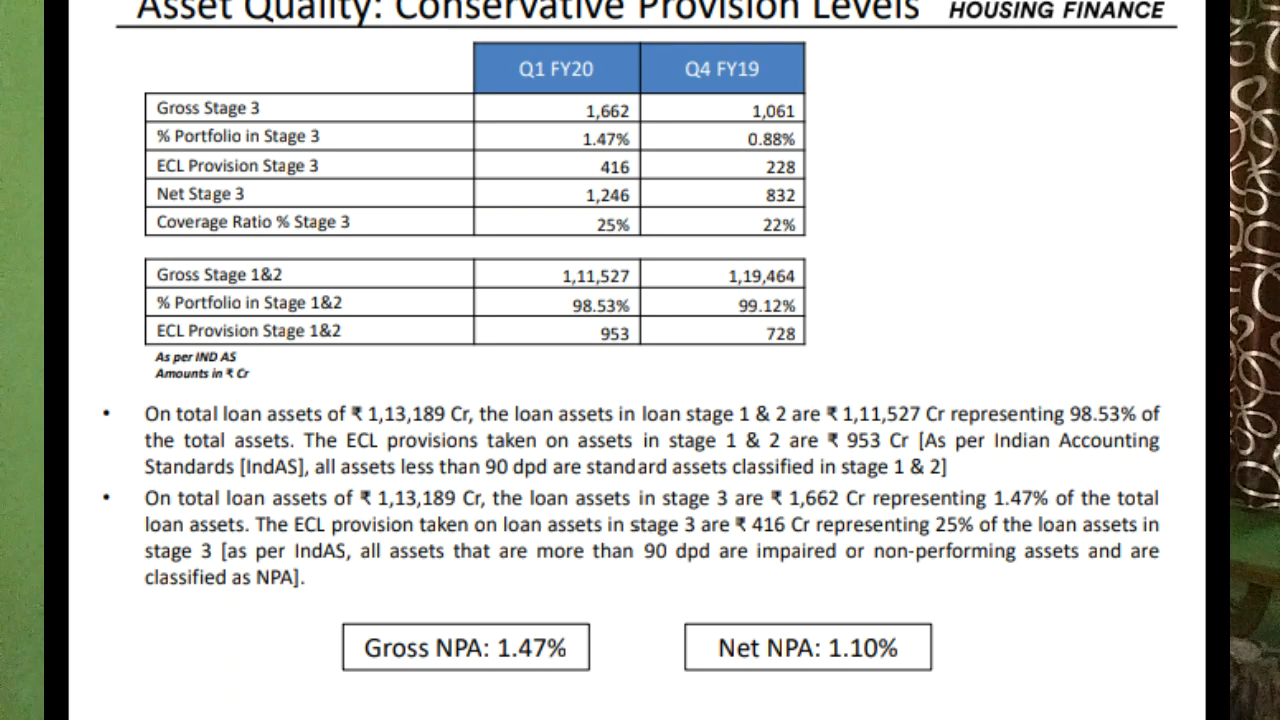 Asset Quality: Conservative Provision Levels HOUSING FINANCE
Q1 FY20 Q4 FY19
Gross Stage 3 1,662 1,061
% Portfolio in Stage 3 1.47% 0.88%
ECL Provision Stage 3 416 228
Net Stage 3 1,246 832
Coverage Ratio % Stage 3 25% 22%
Gross Stage 1&2 1,11,527 1,19,464
% Portfolio in Stage 1&2 98.53% 99.12%
ECL Provision Stage 1&2 953 728
As per IND AS
Amounts in ₹ Cr
• On total loan assets of ₹ 1,13,189 Cr, the loan assets in loan stage 1 & 2 are ₹ 1,11,527 Cr representing 98.53% of
the total assets. The ECL provisions taken on assets in stage 1 & 2 are ₹ 953 Cr [As per Indian Accounting
Standards [IndAS], all assets less than 90 dpd are standard assets classified in stage 1 & 2]
• On total loan assets of ₹ 1,13,189 Cr, the loan assets in stage 3 are ₹ 1,662 Cr representing 1.47% of the total
loan assets. The ECL provision taken on loan assets in stage 3 are ₹ 416 Cr representing 25% of the loan assets in
stage 3 [as per IndAS, all assets that are more than 90 dpd are impaired or non-performing assets and are
classified as NPA].
Gross NPA: 1.47% Net NPA: 1.10%